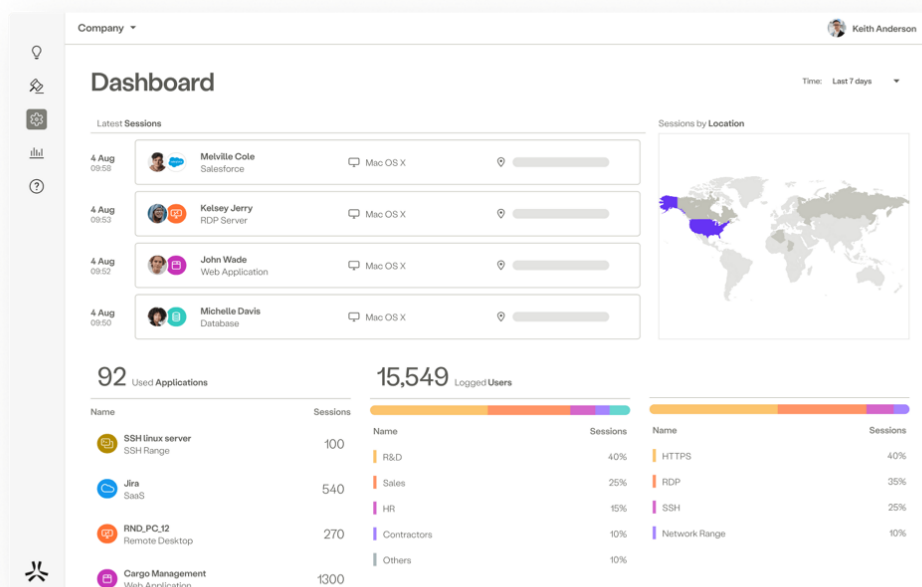 Company
Keith Anderson
Dashboard
Time: Last 7 days
Latest Sessions
Sessions by Location
4 Aug
09:58
Melville Cole
Salesforce
Mac OS X
4 Aug
09:53
Kelsey Jerry
RDP Server
Mac OS X
4 Aug
09:52
John Wade
Web Application
Mac OS X
4 Aug
09:50
Michelle Davis
Database
Mac OS X
92 Used Applications
Name Sessions
SSH linux server
SSH Range
100
Jira
SaaS
540
RND_PC_12
Remote Desktop
270
Cargo Management
Web Application
1300
15,549 Logged Users
Name Sessions
R&D 40%
Sales 25%
HR 15%
Contractors 10%
Others 10%
Name Sessions
HTTPS 40%
RDP 35%
SSH 25%
Network Range 10%